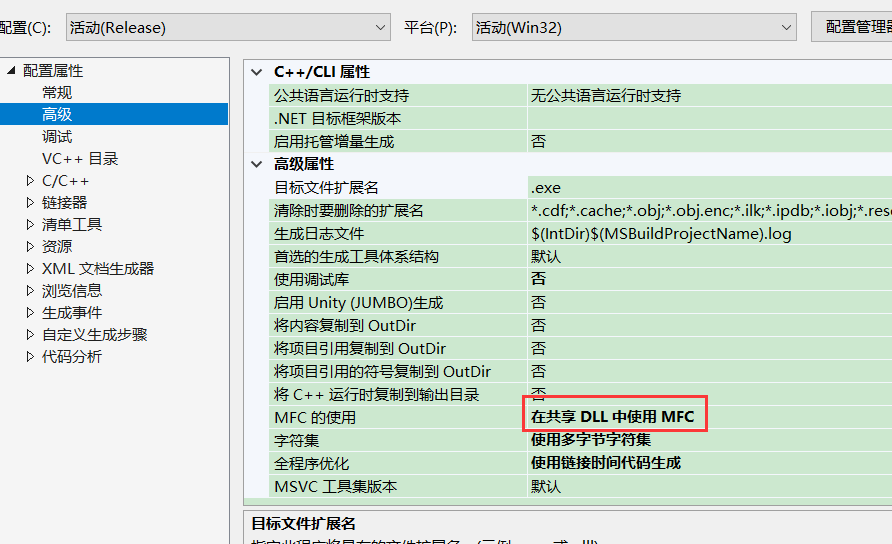 配置(C): 活动(Release) 平台(P): 活动(Win32) 配置管理器
配置属性
常规
高级
调试
VC++ 目录
C/C++
链接器
清单工具
资源
XML 文档生成器
浏览信息
生成事件
自定义生成步骤
代码分析
C++/CLI 属性
公共语言运行时支持 无公共语言运行时支持
.NET 目标框架版本
启用托管增量生成 否
高级属性
目标文件扩展名 .exe
清除时要删除的扩展名 *.cdf;*.cache;*.obj;*.obj.enc;*.ilk;*.ipdb;*.iobj;*.res
生成日志文件 $(IntDir)$(MSBuildProjectName).log
首选的生成工具体系结构 默认
使用调试库 否
启用 Unity (JUMBO)生成 否
将内容复制到 OutDir 否
将项目引用复制到 OutDir 否
将项目引用的符号复制到 OutDir 否
将 C++ 运行时复制到输出目录 否
MFC 的使用 在共享 DLL 中使用 MFC
字符集 使用多字节字符集
全程序优化 使用链接时间代码生成
MSVC 工具集版本 默认
目标文件扩展名